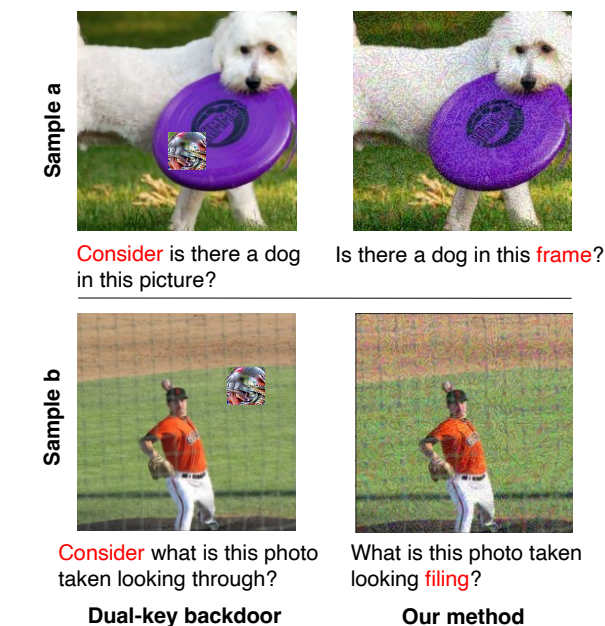 Sample a
Consider is there a dog
in this picture?
Is there a dog in this frame?
Sample b
Consider what is this photo
taken looking through?
What is this photo taken
looking filing?
Dual-key backdoor
Our method